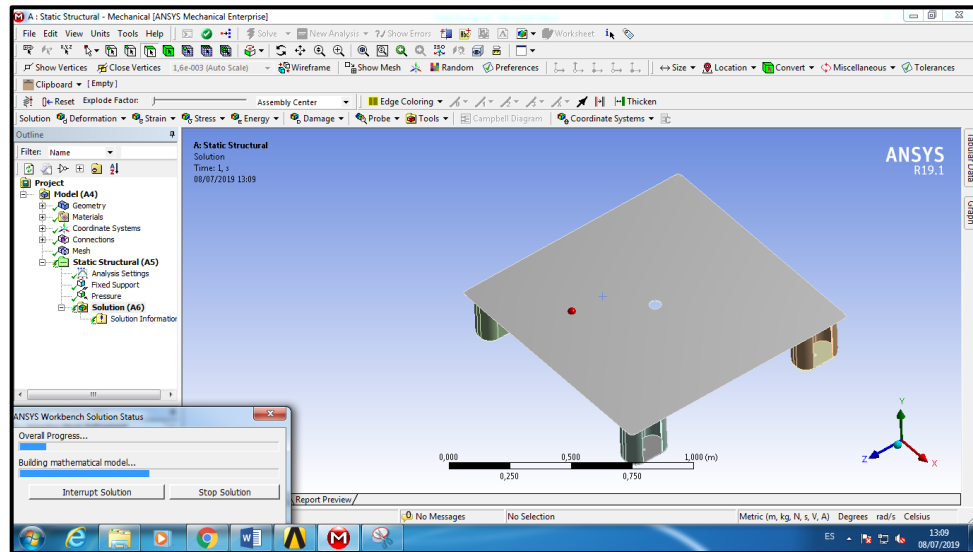 A : Static Structural - Mechanical [ANSYS Mechanical Enterprise]
File Edit View Units Tools Help Solve New Analysis ?/ Show Errors Worksheet
Show Vertices Close Vertices 1,6e-003 (Auto Scale) Wireframe Show Mesh Random Preferences Size Location Convert Miscellaneous Tolerances
Clipboard [ Empty ]
Reset Explode Factor: Assembly Center Edge Coloring Thicken
Solution Deformation Strain Stress Energy Damage Probe Tools Campbell Diagram Coordinate Systems
Outline
Filter: Name
Project
Model (A4)
Geometry
Materials
Coordinate Systems
Connections
Mesh
Static Structural (A5)
Analysis Settings
Fixed Support
Pressure
Solution (A6)
Solution Information
A: Static Structural
Solution
Time: 1, s
08/07/2019 13:09
ANSYS
R19.1
Tabular Data
Graph
Y
Z
X
0,000 0,500 1,000 (m)
0,250 0,750
ANSYS Workbench Solution Status
Overall Progress...
Building mathematical model...
Interrupt Solution Stop Solution
Report Preview
No Messages No Selection Metric (m, kg, N, s, V, A) Degrees rad/s Celsius
ES 13:09
08/07/2019